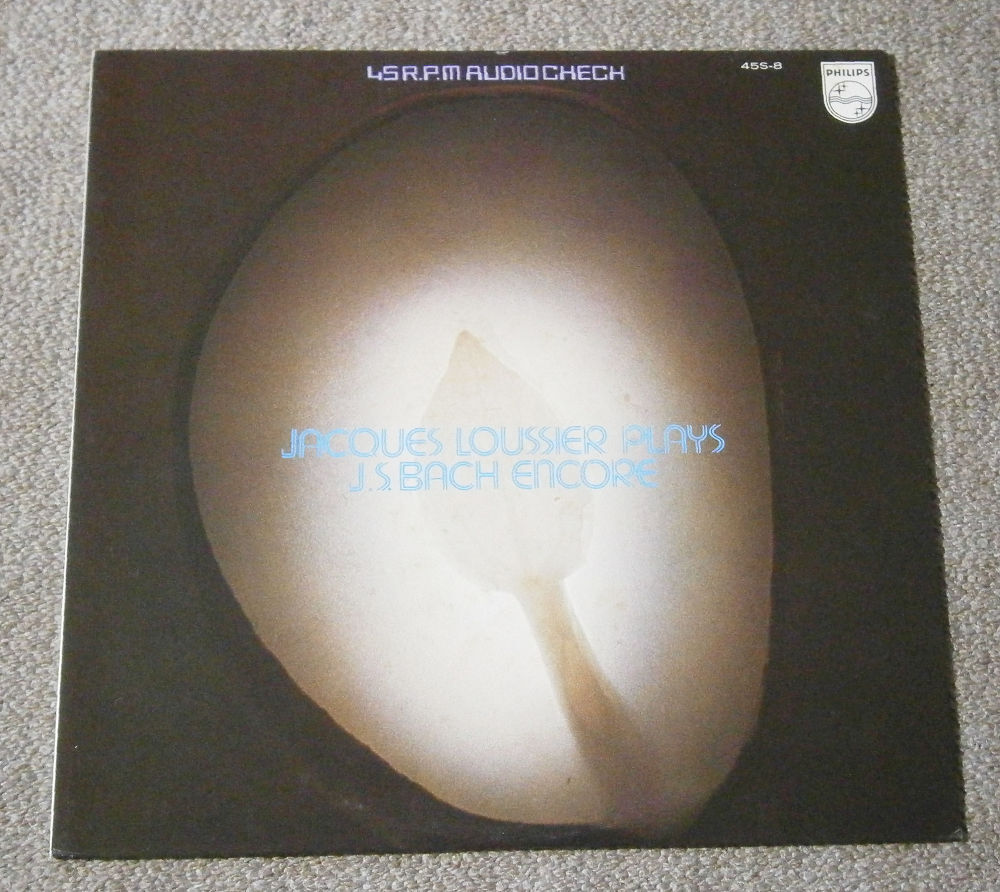 45 R.P.M AUDIO CHECK
45S-8
PHILIPS
JACQUES LOUSSIER PLAYS
J.S. BACH ENCORE